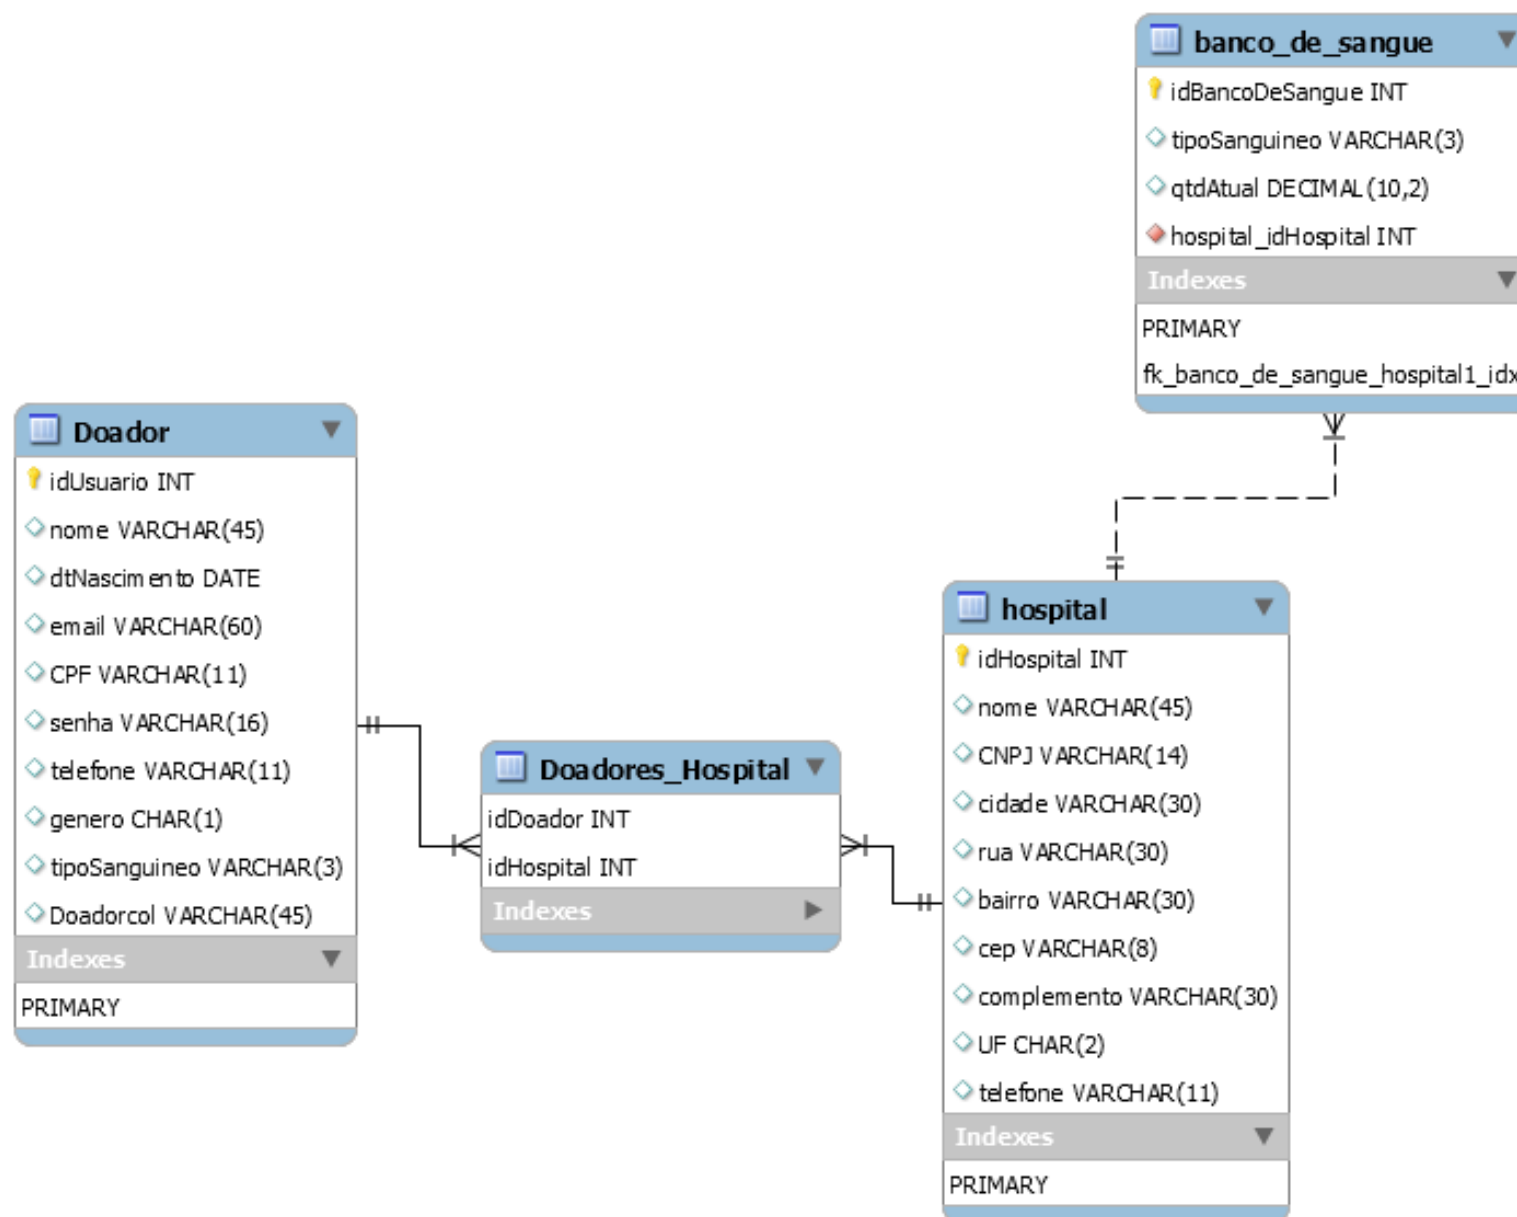 banco_de_sangue
idBancoDeSangue INT
tipoSanguineo VARCHAR(3)
qtdAtual DECIMAL(10,2)
hospital_idHospital INT
Indexes
PRIMARY
fk_banco_de_sangue_hospital1_idx
Doador
idUsuario INT
nome VARCHAR(45)
dtNascimento DATE
email VARCHAR(60)
CPF VARCHAR(11)
senha VARCHAR(16)
telefone VARCHAR(11)
genero CHAR(1)
tipoSanguineo VARCHAR(3)
Doadorcol VARCHAR(45)
Indexes
PRIMARY
Doadores_Hospital
idDoador INT
idHospital INT
Indexes
hospital
idHospital INT
nome VARCHAR(45)
CNPJ VARCHAR(14)
cidade VARCHAR(30)
rua VARCHAR(30)
bairro VARCHAR(30)
cep VARCHAR(8)
complemento VARCHAR(30)
UF CHAR(2)
telefone VARCHAR(11)
Indexes
PRIMARY